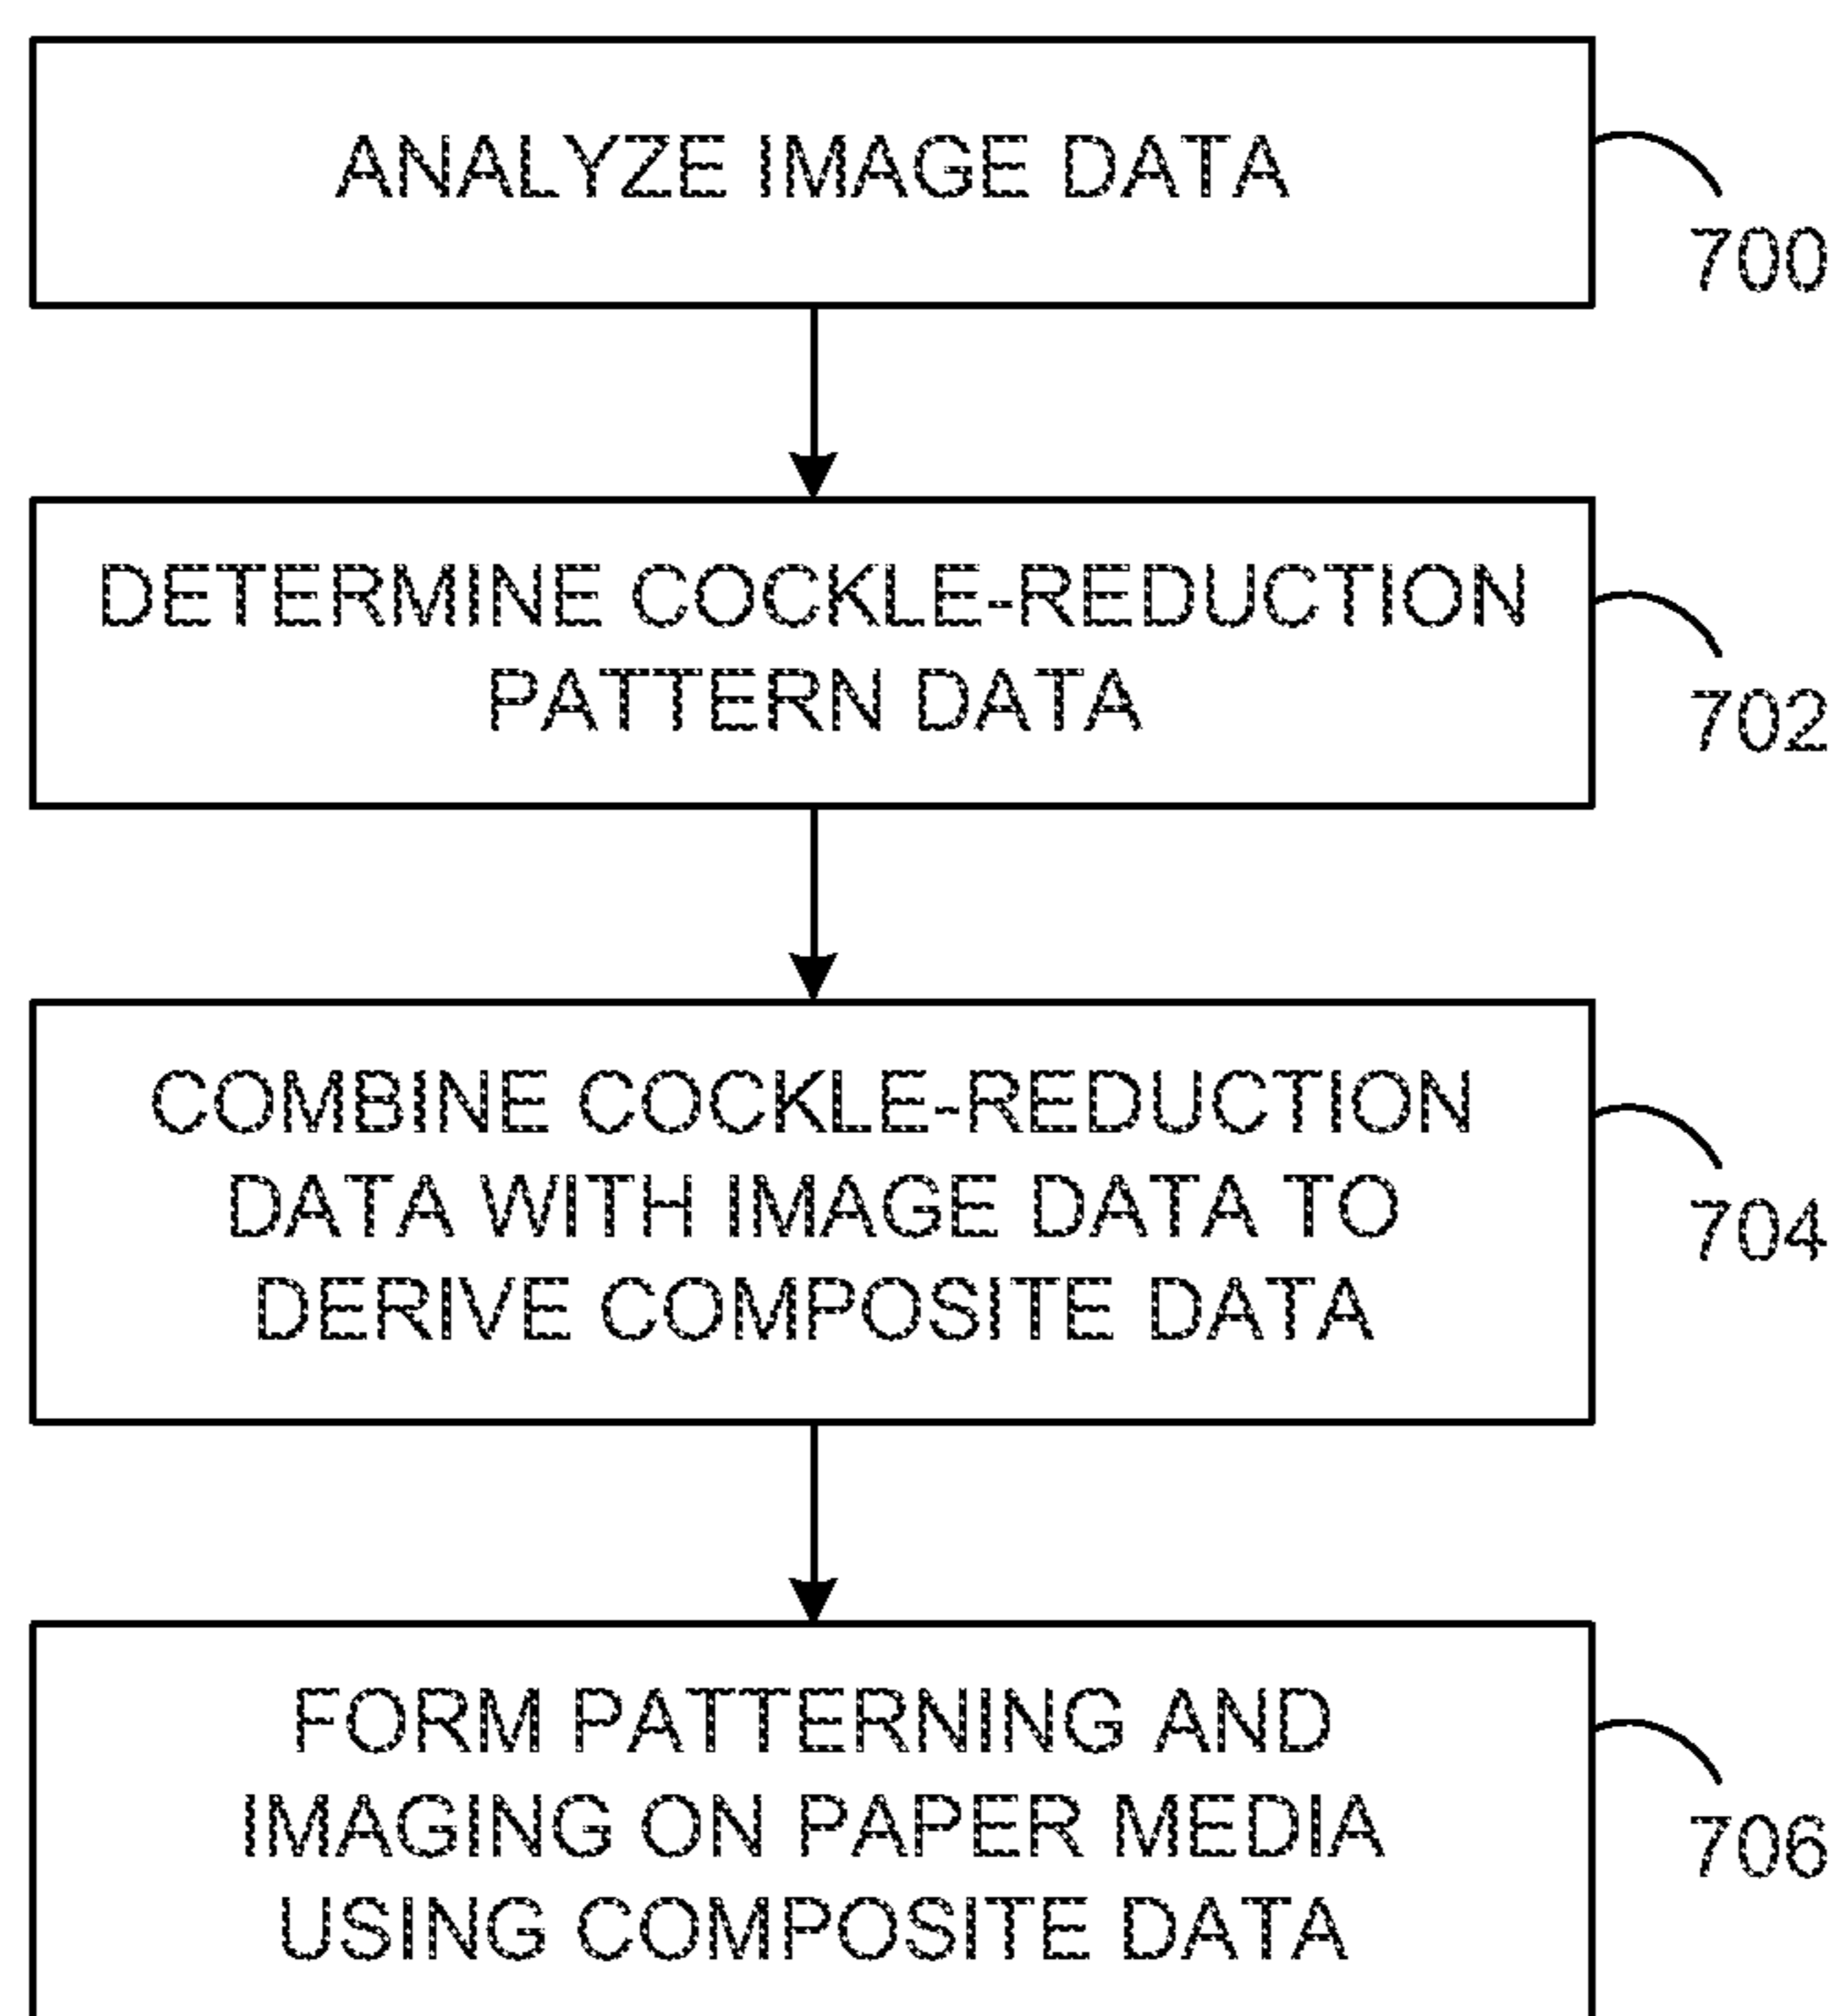 ANALYZE IMAGE DATA
700
DETERMINE COCKLE-REDUCTION
PATTERN DATA
702
COMBINE COCKLE-REDUCTION
DATA WITH IMAGE DATA TO
DERIVE COMPOSITE DATA
704
FORM PATTERNING AND
IMAGING ON PAPER MEDIA
USING COMPOSITE DATA
706